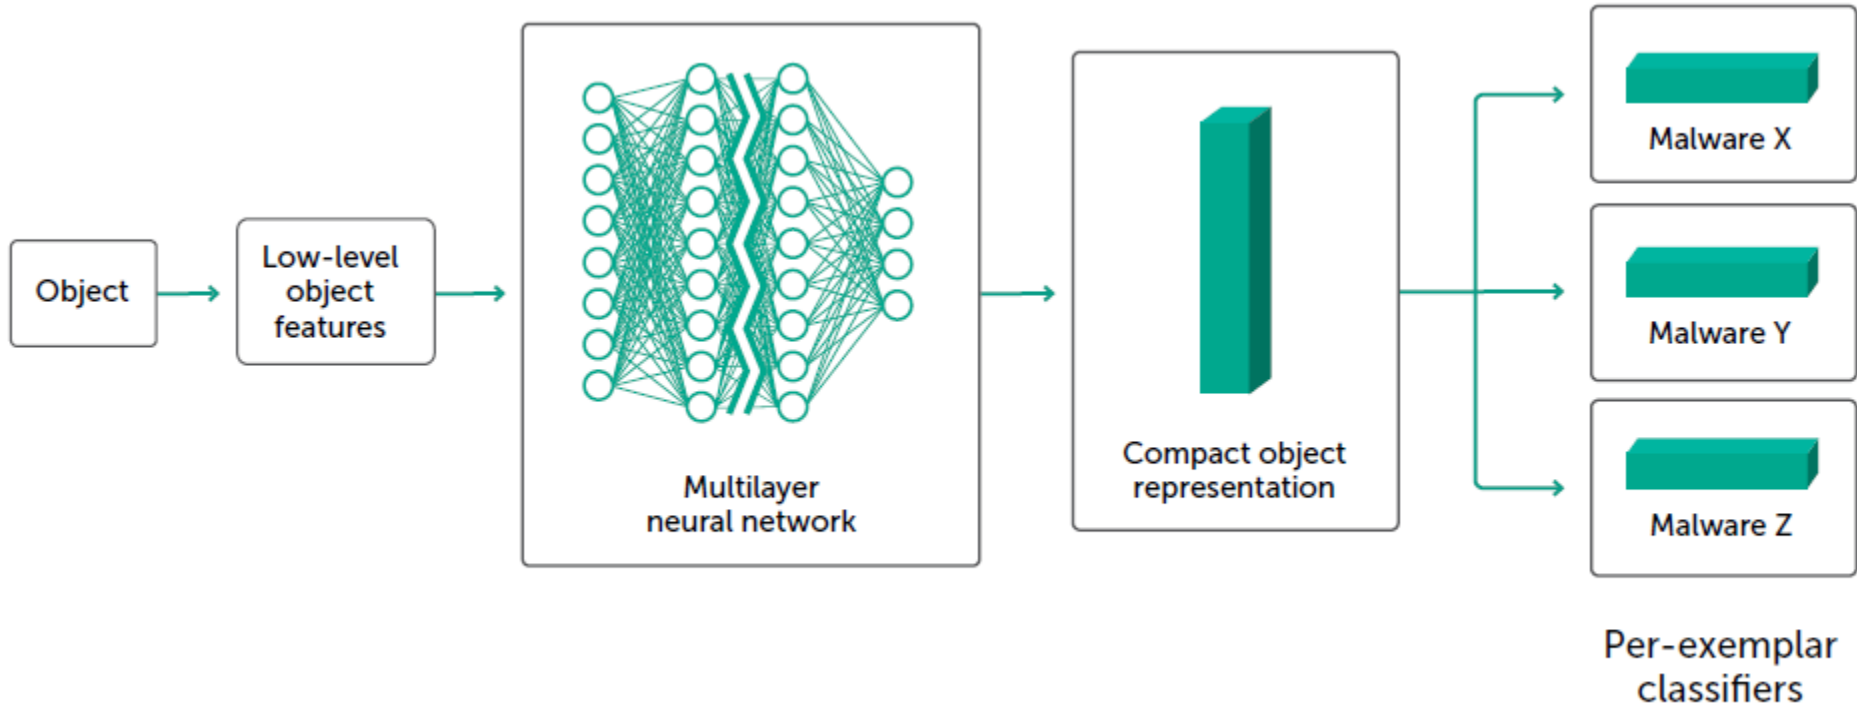 Object
Low-level
object
features
Multilayer
neural network
Compact object
representation
Malware X
Malware Y
Malware Z
Per-exemplar
classifiers